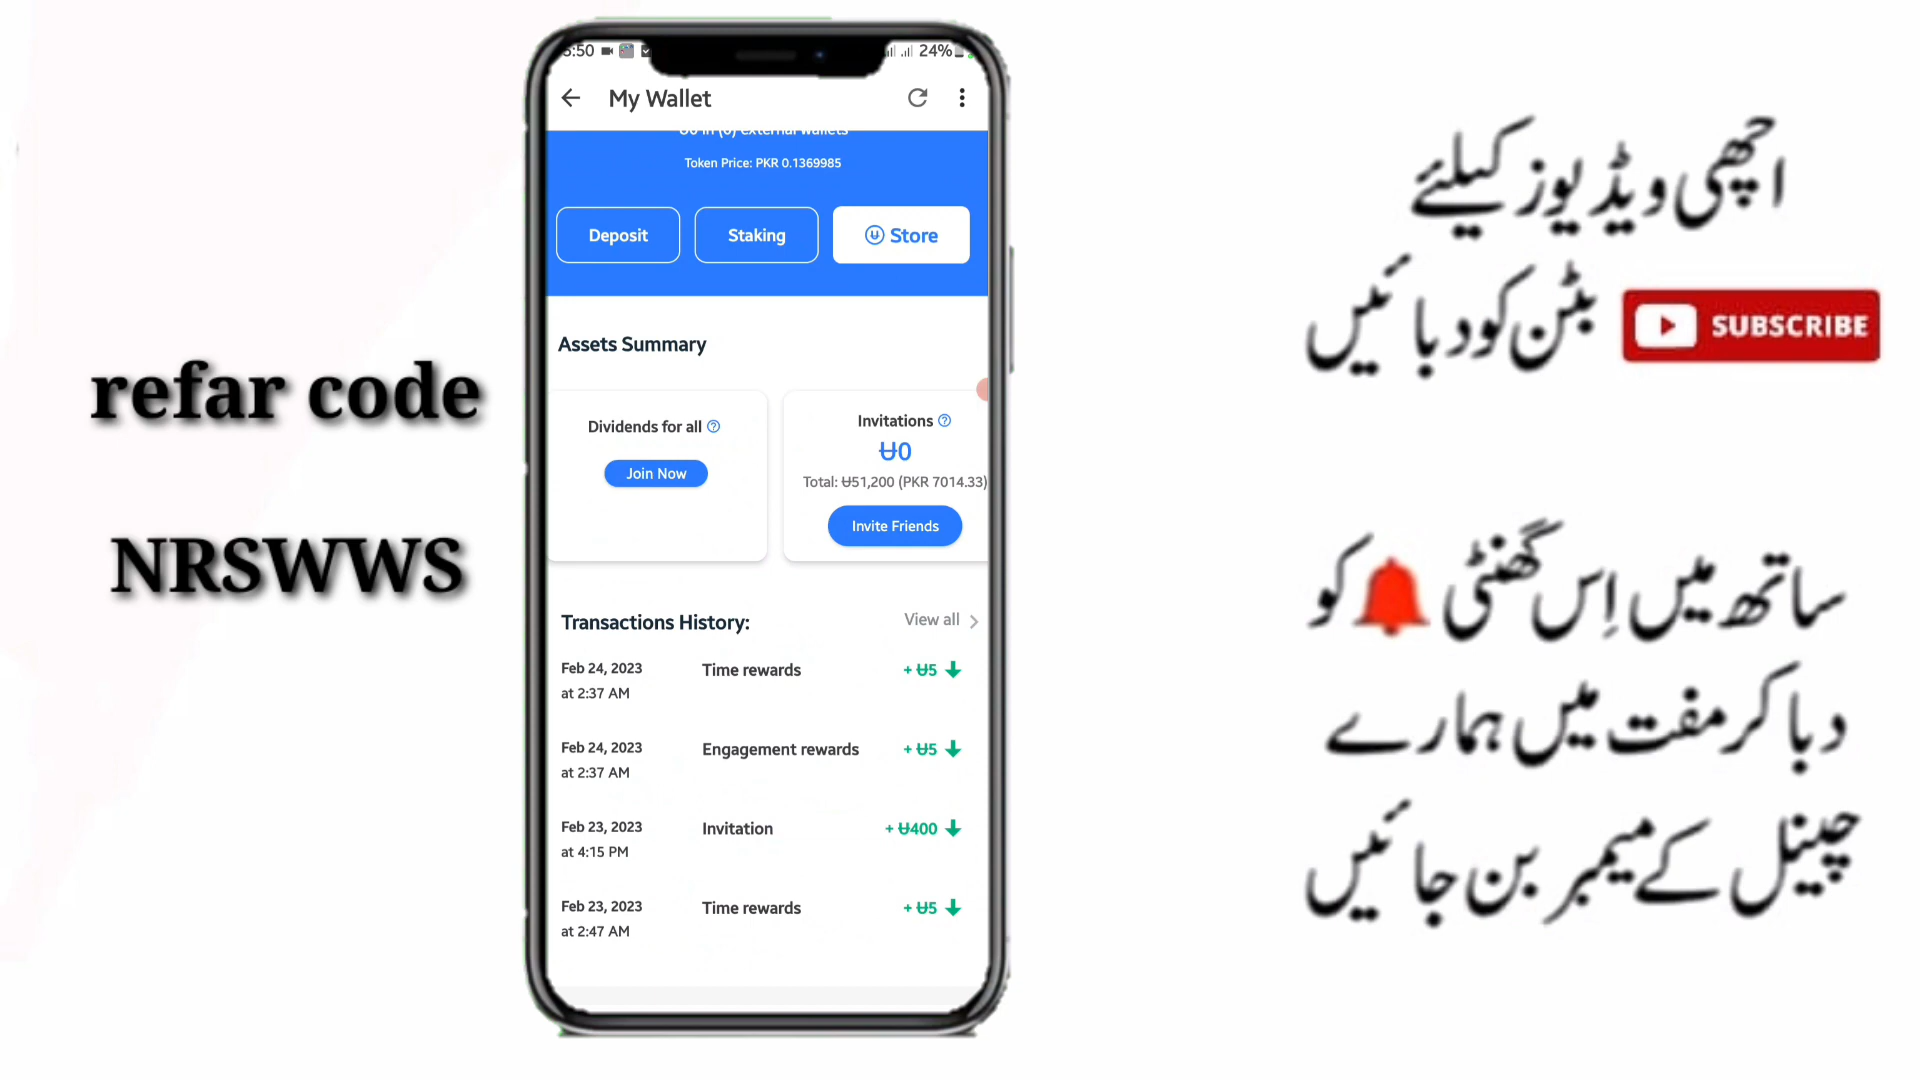 refar code
NRSWWS
:50
24%
My Wallet
Token Price: PKR 0.1369985
Deposit
Staking
Store
Assets Summary
Dividends for all
Join Now
Invitations
Ʉ0
Total: Ʉ51,200 (PKR 7014.33)
Invite Friends
Transactions History:
View all
Feb 24, 2023
at 2:37 AM
Time rewards
+ Ʉ5
Feb 24, 2023
at 2:37 AM
Engagement rewards
+ Ʉ5
Feb 23, 2023
at 4:15 PM
Invitation
+ Ʉ400
Feb 23, 2023
at 2:47 AM
Time rewards
+ Ʉ5
اچھی ویڈیوز کیلئے
SUBSCRIBE بٹن کو دبائیں
ساتھ میں اِس گھنٹی کو
دبا کر مفت میں ہمارے
چینل کے میمبر بن جائیں